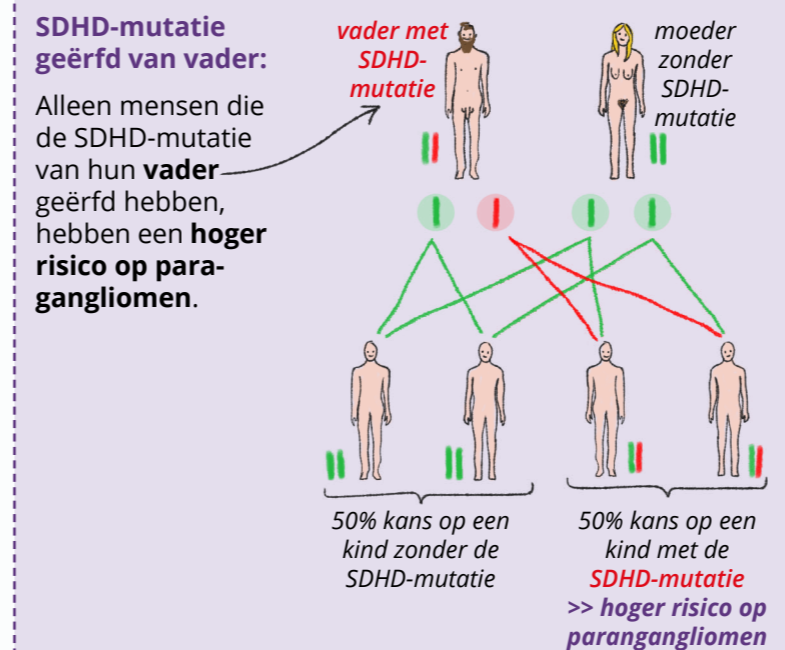 SDHD-mutatie
geërfd van vader:
Alleen mensen die
de SDHD-mutatie
van hun vader
geërfd hebben,
hebben een hoger
risico op para-
gangliomen.
vader met
SDHD-
mutatie
moeder
zonder
SDHD-
mutatie
50% kans op een
kind zonder de
SDHD-mutatie
50% kans op een
kind met de
SDHD-mutatie
>> hoger risico op
parangangliomen